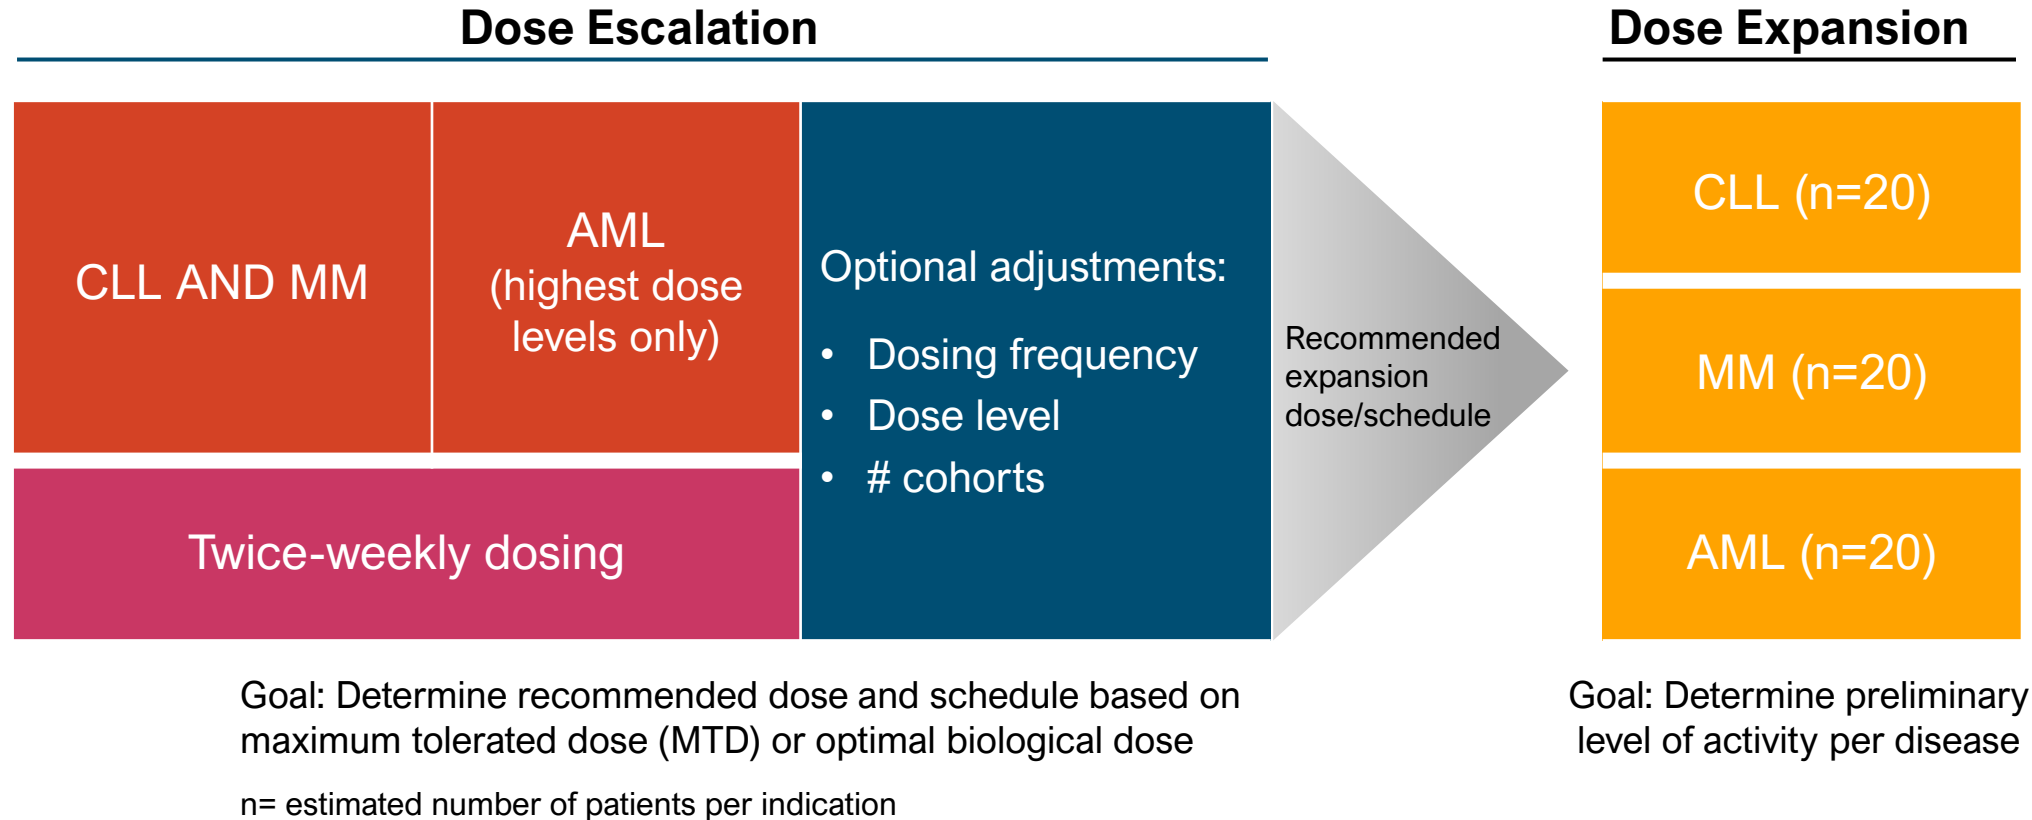 Dose Escalation
Dose Expansion
CLL AND MM
AML
(highest dose
levels only)
Twice-weekly dosing
Optional adjustments:
• Dosing frequency
• Dose level
• # cohorts
Recommended
expansion
dose/schedule
CLL (n=20)
MM (n=20)
AML (n=20)
Goal: Determine recommended dose and schedule based on
maximum tolerated dose (MTD) or optimal biological dose
Goal: Determine preliminary
level of activity per disease
n= estimated number of patients per indication